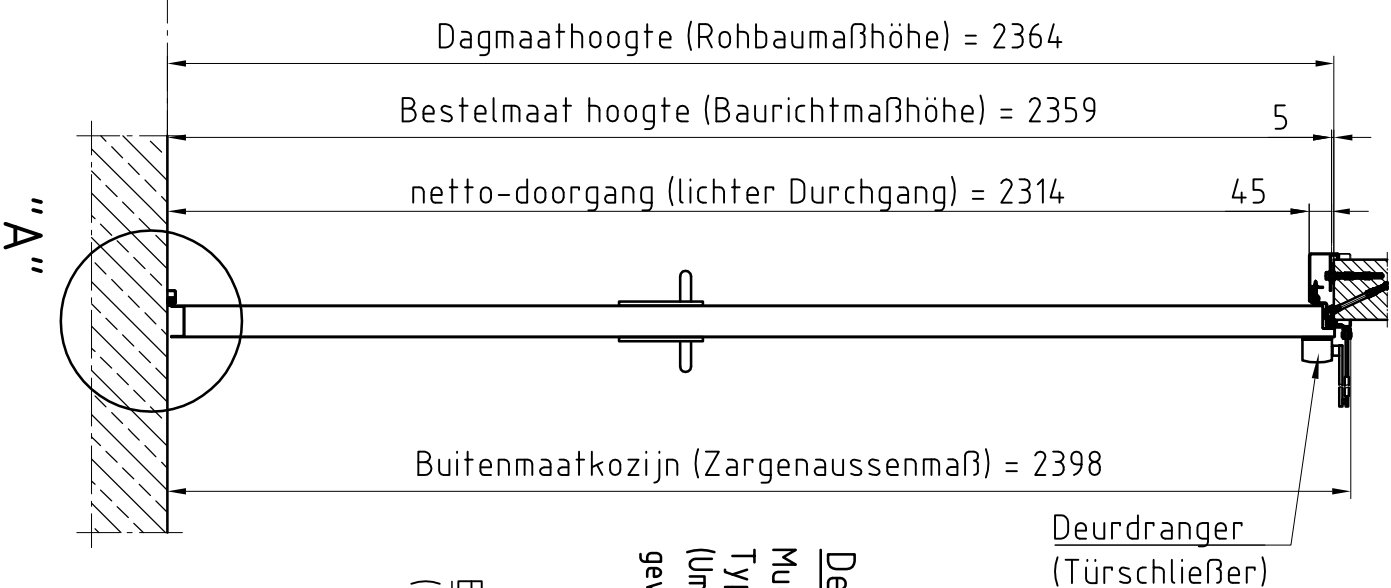 Dagmaathoogte (Rohbaumaßhöhe) = 2364
Bestelmaat hoogte (Baurichtmaßhöhe) = 2359
5
netto-doorgang (lichter Durchgang) = 2314
45
"A"
Buitenmaatkozijn (Zargenaussenmaß) = 2398
Deurdranger
(Türschließer)